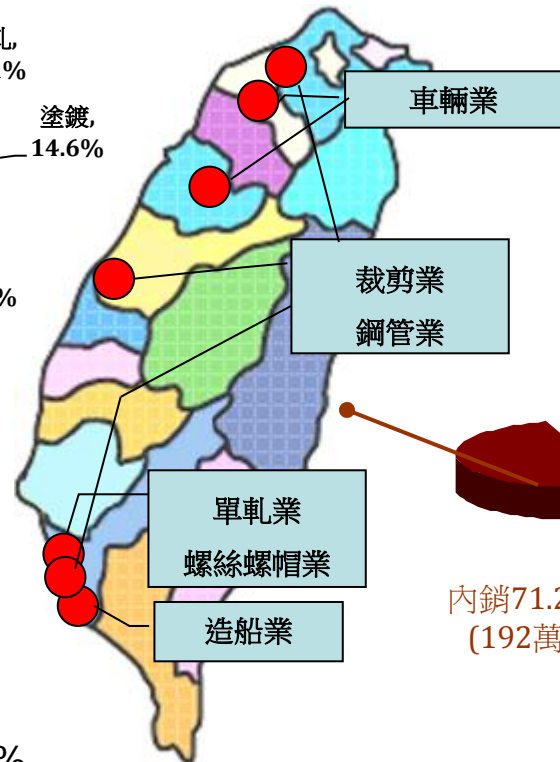 軋,
%
塗鍍,
14.6%
車輛業
%
裁剪業
鋼管業
單軋業
螺絲螺帽業
造船業
內銷71.2
(192萬
%